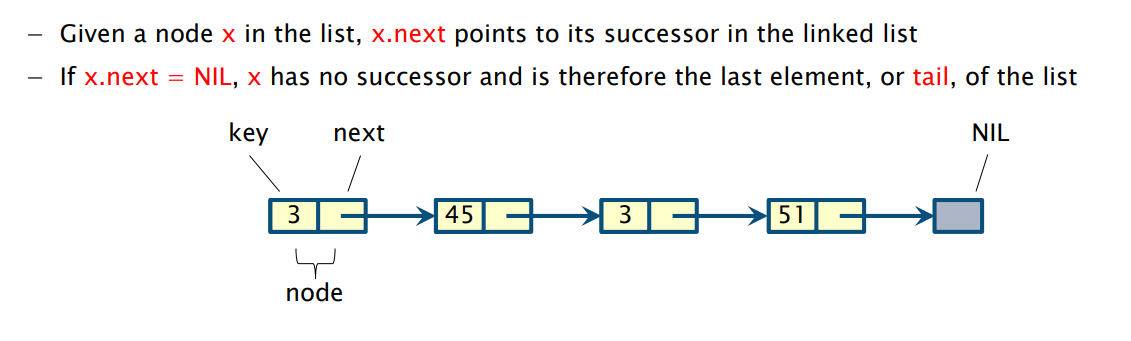 – Given a node x in the list, x.next points to its successor in the linked list
– If x.next = NIL, x has no successor and is therefore the last element, or tail, of the list
key next NIL
3 45 3 51
node